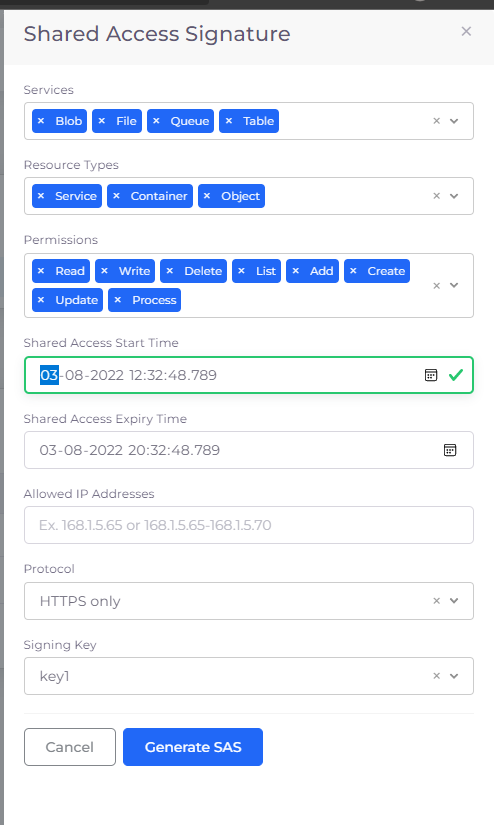 Shared Access Signature ×
Services
× Blob × File × Queue × Table ×
Resource Types
× Service × Container × Object ×
Permissions
× Read × Write × Delete × List × Add × Create ×
× Update × Process
Shared Access Start Time
03-08-2022 12:32:48.789
Shared Access Expiry Time
03-08-2022 20:32:48.789
Allowed IP Addresses
Ex. 168.1.5.65 or 168.1.5.65-168.1.5.70
Protocol
HTTPS only ×
Signing Key
key1 ×
Cancel Generate SAS